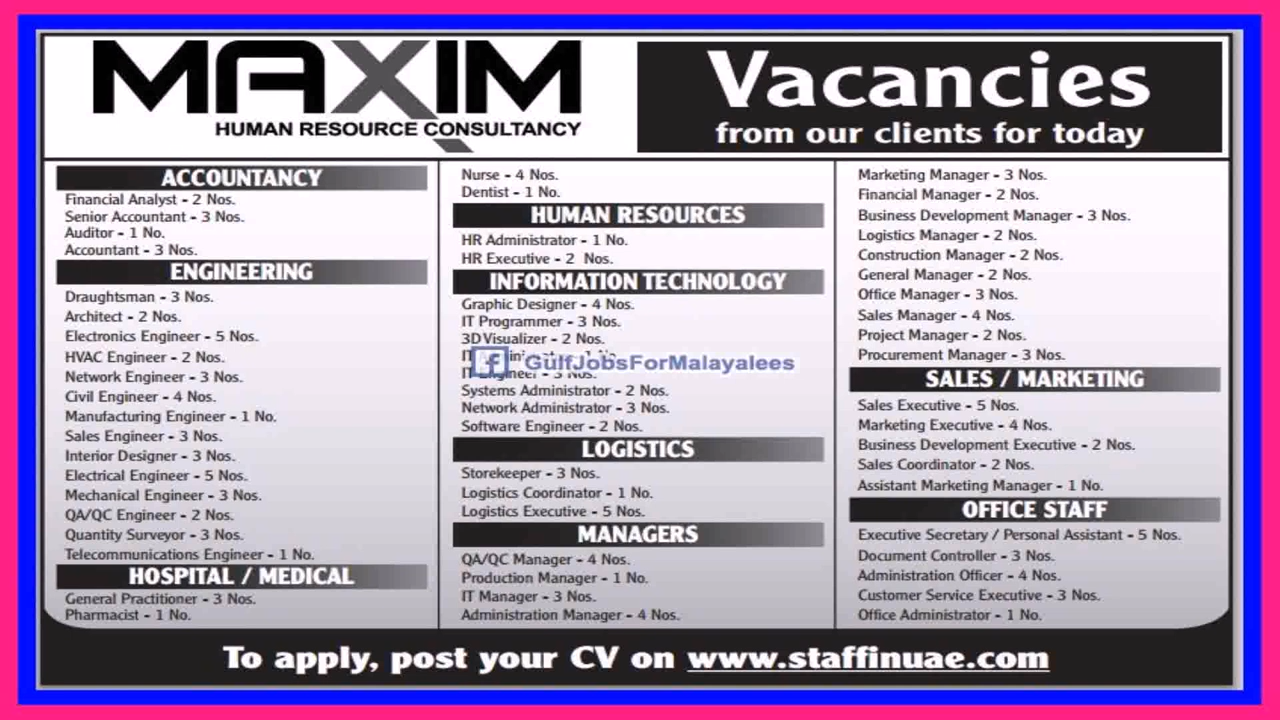 MAXIM
HUMAN RESOURCE CONSULTANCY
Vacancies
from our clients for today
ACCOUNTANCY
Financial Analyst - 2 Nos.
Senior Accountant - 3 Nos.
Auditor - 1 No.
Accountant - 3 Nos.
ENGINEERING
Draughtsman - 3 Nos.
Architect - 2 Nos.
Electronics Engineer - 5 Nos.
HVAC Engineer - 2 Nos.
Network Engineer - 3 Nos.
Civil Engineer - 4 Nos.
Manufacturing Engineer - 1 No.
Sales Engineer - 3 Nos.
Interior Designer - 3 Nos.
Electrical Engineer - 5 Nos.
Mechanical Engineer - 3 Nos.
QA/QC Engineer - 2 Nos.
Quantity Surveyor - 3 Nos.
Telecommunications Engineer - 1 No.
HOSPITAL / MEDICAL
General Practitioner - 3 Nos.
Pharmacist - 1 No.
Nurse - 4 Nos.
Dentist - 1 No.
HUMAN RESOURCES
HR Administrator - 1 No.
HR Executive - 2 Nos.
INFORMATION TECHNOLOGY
Graphic Designer - 4 Nos.
IT Programmer - 3 Nos.
3D Visualizer - 2 Nos.
IT
GulfJobsForMalayalees
IT Engineer - 3 Nos.
Systems Administrator - 2 Nos.
Network Administrator - 3 Nos.
Software Engineer - 2 Nos.
LOGISTICS
Storekeeper - 3 Nos.
Logistics Coordinator - 1 No.
Logistics Executive - 5 Nos.
MANAGERS
QA/QC Manager - 4 Nos.
Production Manager - 1 No.
IT Manager - 3 Nos.
Administration Manager - 4 Nos.
Marketing Manager - 3 Nos.
Financial Manager - 2 Nos.
Business Development Manager - 3 Nos.
Logistics Manager - 2 Nos.
Construction Manager - 2 Nos.
General Manager - 2 Nos.
Office Manager - 3 Nos.
Sales Manager - 4 Nos.
Project Manager - 2 Nos.
Procurement Manager - 3 Nos.
SALES / MARKETING
Sales Executive - 5 Nos.
Marketing Executive - 4 Nos.
Business Development Executive - 2 Nos.
Sales Coordinator - 2 Nos.
Assistant Marketing Manager - 1 No.
OFFICE STAFF
Executive Secretary / Personal Assistant - 5 Nos.
Document Controller - 3 Nos.
Administration Officer - 4 Nos.
Customer Service Executive - 3 Nos.
Office Administrator - 1 No.
To apply, post your CV on www.staffinuae.com